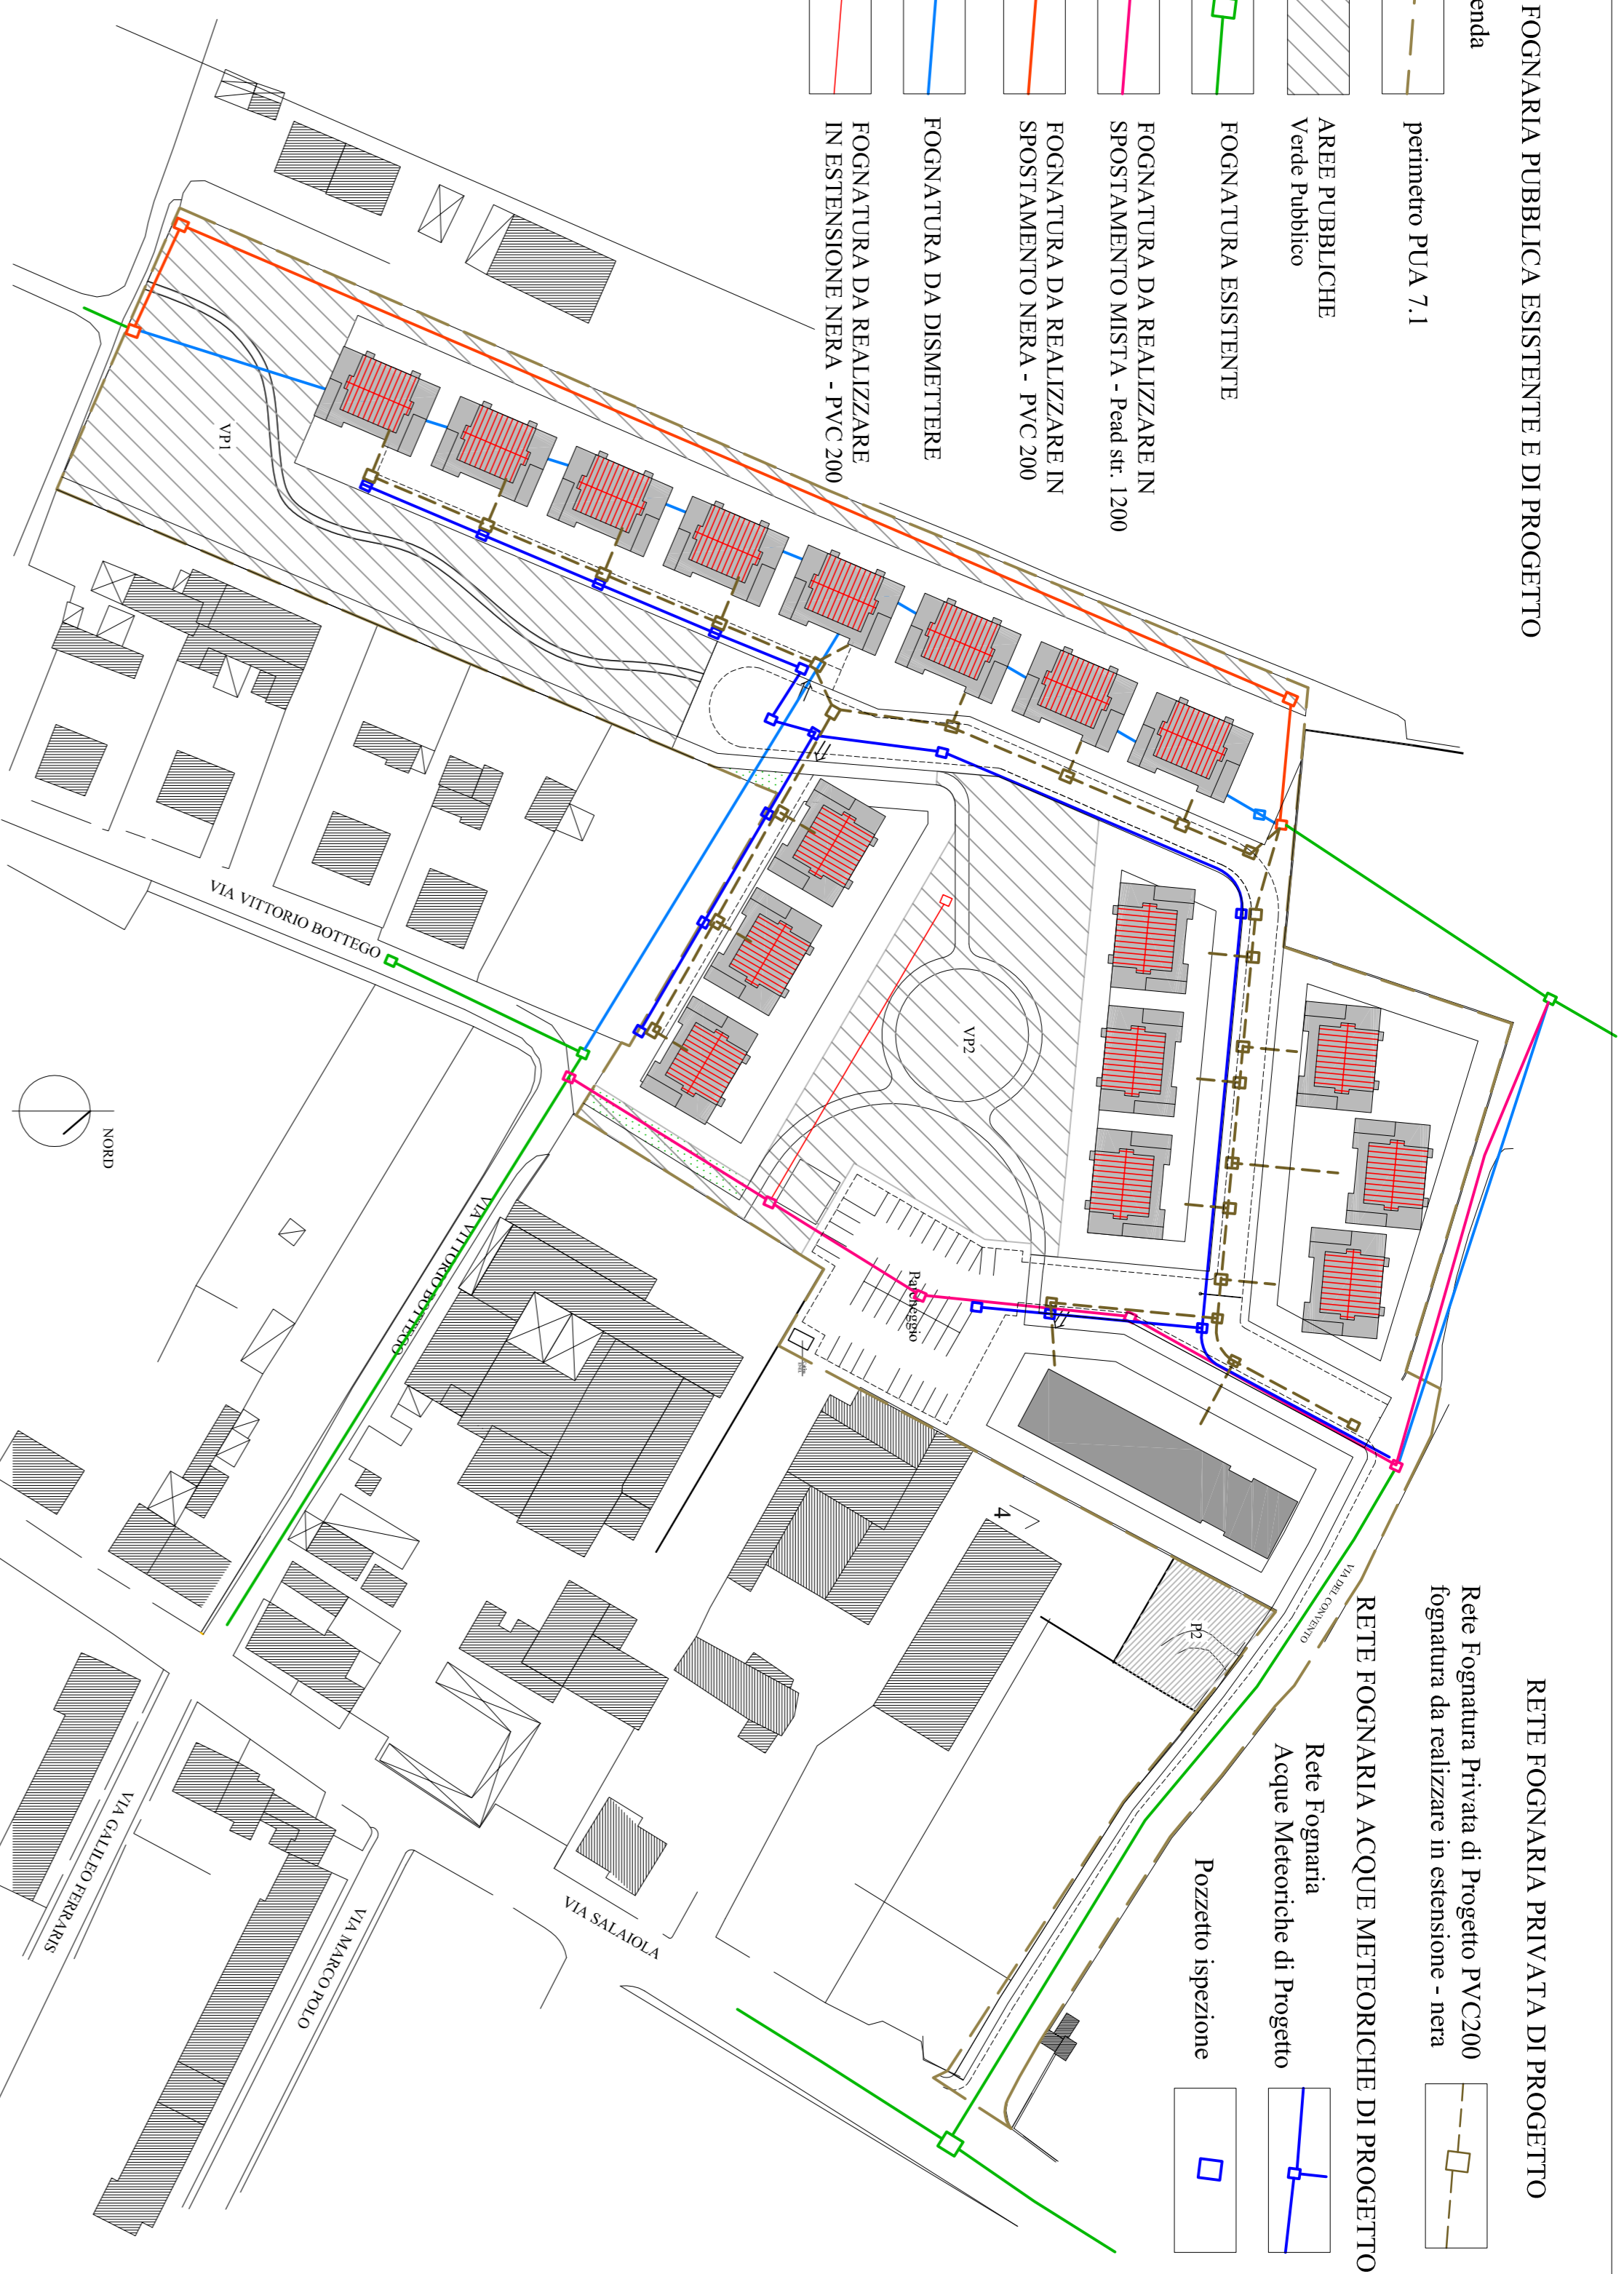 FOGNARIA PUBBLICA ESISTENTE E DI PROGETTO
enda
perimetro PUA 7.1
AREE PUBBLICHE
Verde Pubblico
FOGNATURA ESISTENTE
FOGNATURA DA REALIZZARE IN
SPOSTAMENTO MISTA - Pead str. 1200
FOGNATURA DA REALIZZARE IN
SPOSTAMENTO NERA - PVC 200
FOGNATURA DA DISMETTERE
FOGNATURA DA REALIZZARE
IN ESTENSIONE NERA - PVC 200
RETE FOGNARIA PRIVATA DI PROGETTO
Rete Fognatura Privata di Progetto PVC200
fognatura da realizzare in estensione - nera
RETE FOGNARIA ACQUE METEORICHE DI PROGETTO
Rete Fognaria
Acque Meteoriche di Progetto
Pozzetto ispezione
VP1
VP2
Parcheggio
4
P2
VIA DEL CONVENTO
VIA VITTORIO BOTTEGO
VIA VITTORIO BOTTEGO
NORD
VIA SALAIOLA
VIA MARCO POLO
VIA GALILEO FERRARIS